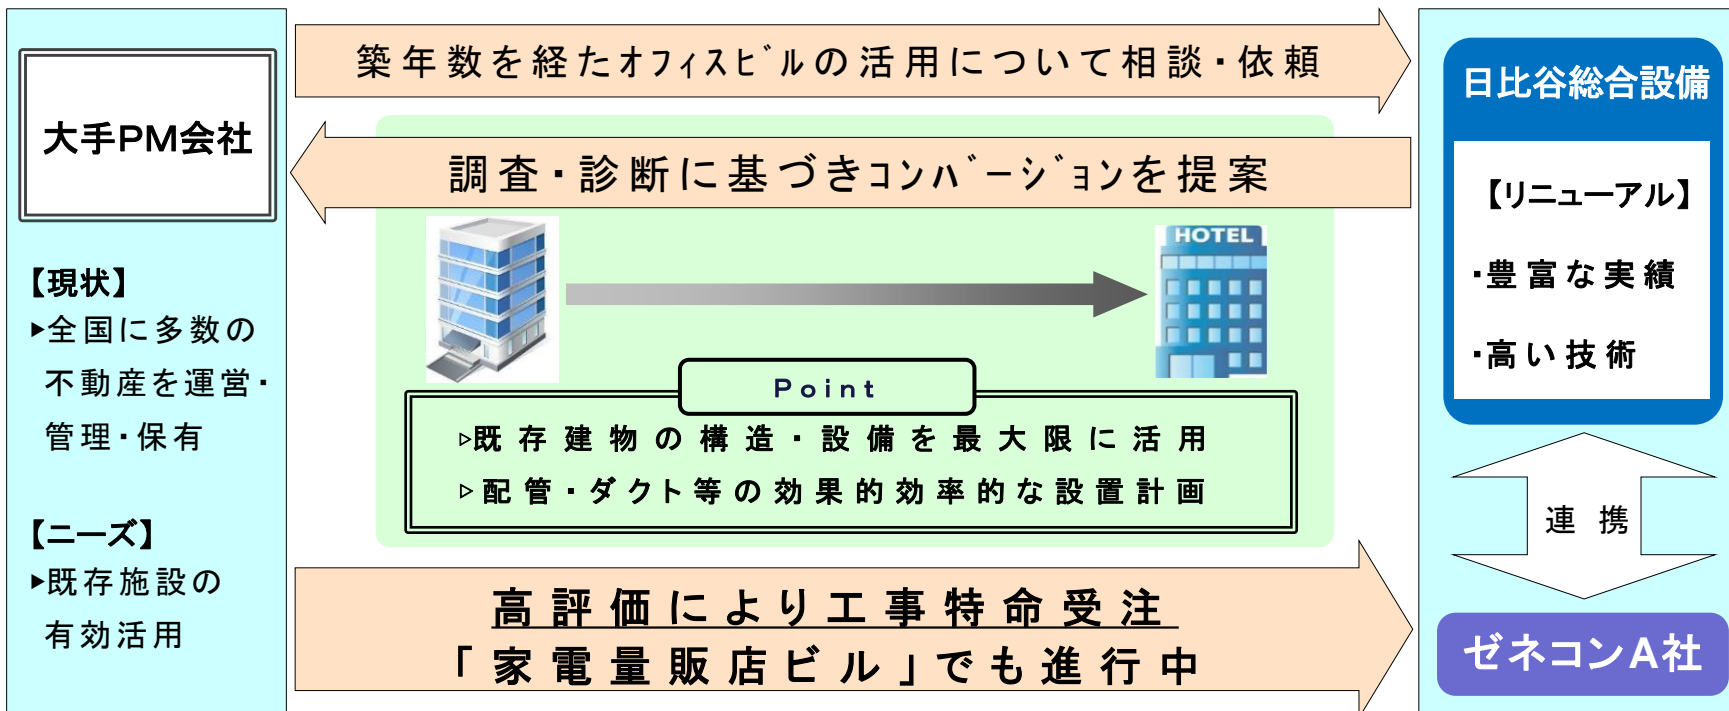 築年数を経たオフィスビルの活用について相談・依頼
調査・診断に基づきコンバージョンを提案
大手PM会社
【現状】
▶全国に多数の
不動産を運営・
管理・保有
【ニーズ】
▶既存施設の
有効活用
HOTEL
Point
▷既存建物の構造・設備を最大限に活用
▷配管・ダクト等の効果的効率的な設置計画
高評価により工事特命受注
「家電量販店ビル」でも進行中
日比谷総合設備
【リニューアル】
・豊富な実績
・高い技術
連携
ゼネコンA社